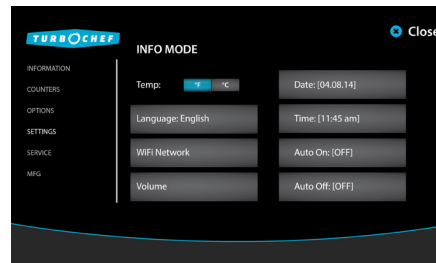 TURBOCHEF
Close
INFO MODE
INFORMATION
COUNTERS
OPTIONS
SETTINGS
SERVICE
MFG
Temp: °F °C
Language: English
WiFi Network
Volume
Date: [04.08.14]
Time: [11:45 am]
Auto On: [OFF]
Auto Off: [OFF]